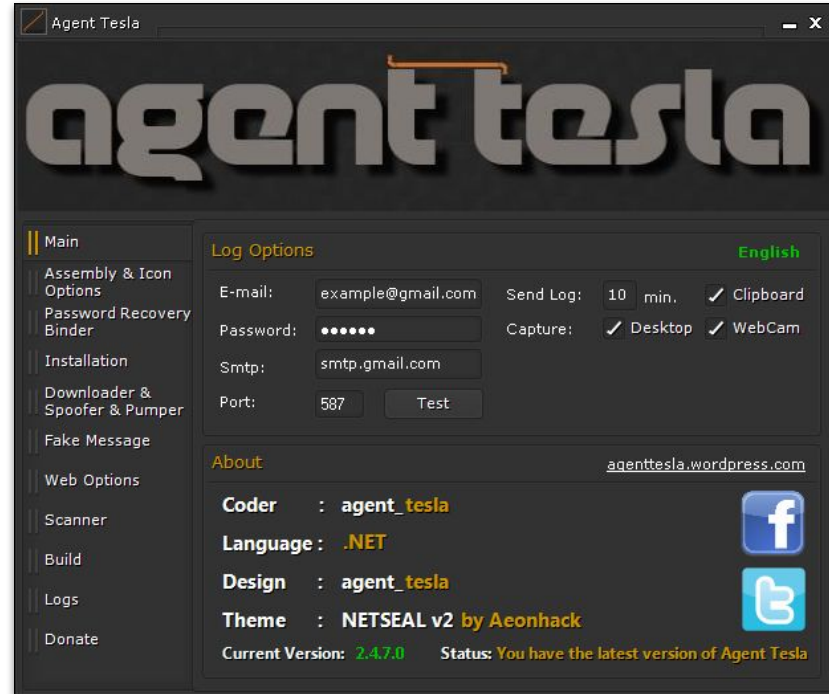 Agent Tesla
agent tesla
Main
Assembly & Icon
Options
Password Recovery
Binder
Installation
Downloader &
Spoofer & Pumper
Fake Message
Web Options
Scanner
Build
Logs
Donate
Log Options English
E-mail: example@gmail.com Send Log: 10 min. Clipboard
Password: •••••• Capture: Desktop WebCam
Smtp: smtp.gmail.com
Port: 587 Test
About agenttesla.wordpress.com
Coder : agent_tesla
Language : .NET
Design : agent_tesla
Theme : NETSEAL v2 by Aeonhack
Current Version: 2.4.7.0 Status: You have the latest version of Agent Tesla